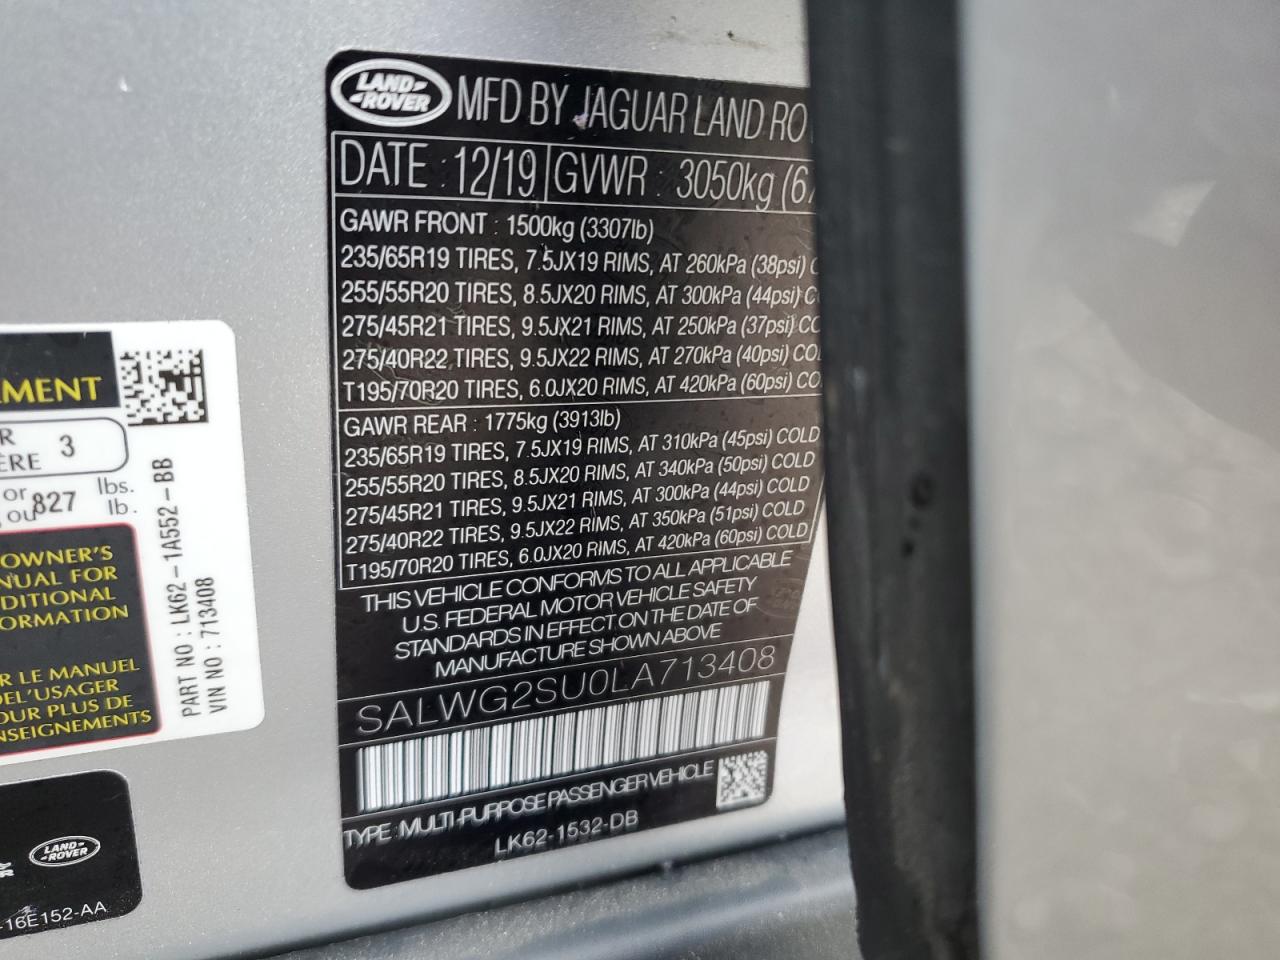 LAND ROVER
MFD BY JAGUAR LAND RO
DATE : 12/19 GVWR : 3050kg (6
GAWR FRONT : 1500kg (3307lb)
235/65R19 TIRES, 7.5JX19 RIMS, AT 260kPa (38psi) C
255/55R20 TIRES, 8.5JX20 RIMS, AT 300kPa (44psi) C
275/45R21 TIRES, 9.5JX21 RIMS, AT 250kPa (37psi) CO
275/40R22 TIRES, 9.5JX22 RIMS, AT 270kPa (40psi) COL
T195/70R20 TIRES, 6.0JX20 RIMS, AT 420kPa (60psi) CO
GAWR REAR : 1775kg (3913lb)
235/65R19 TIRES, 7.5JX19 RIMS, AT 310kPa (45psi) COLD
255/55R20 TIRES, 8.5JX20 RIMS, AT 340kPa (50psi) COLD
275/45R21 TIRES, 9.5JX21 RIMS, AT 300kPa (44psi) COLD
275/40R22 TIRES, 9.5JX22 RIMS, AT 350kPa (51psi) COLD
T195/70R20 TIRES, 6.0JX20 RIMS, AT 420kPa (60psi) COLD
THIS VEHICLE CONFORMS TO ALL APPLICABLE
U.S. FEDERAL MOTOR VEHICLE SAFETY
STANDARDS IN EFFECT ON THE DATE OF
MANUFACTURE SHOWN ABOVE
SALWG2SU0LA713408
TYPE : MULTI-PURPOSE PASSENGER VEHICLE
LK62-1532-DB
EMENT
R
ÈRE 3
or 827 lbs.
ou lb.
OWNER'S
NUAL FOR
DITIONAL
ORMATION
R LE MANUEL
DEL'USAGER
OUR PLUS DE
NSEIGNEMENTS
PART NO : LK62-1A552-BB
VIN NO : 713408
LAND ROVER
-16E152-AA